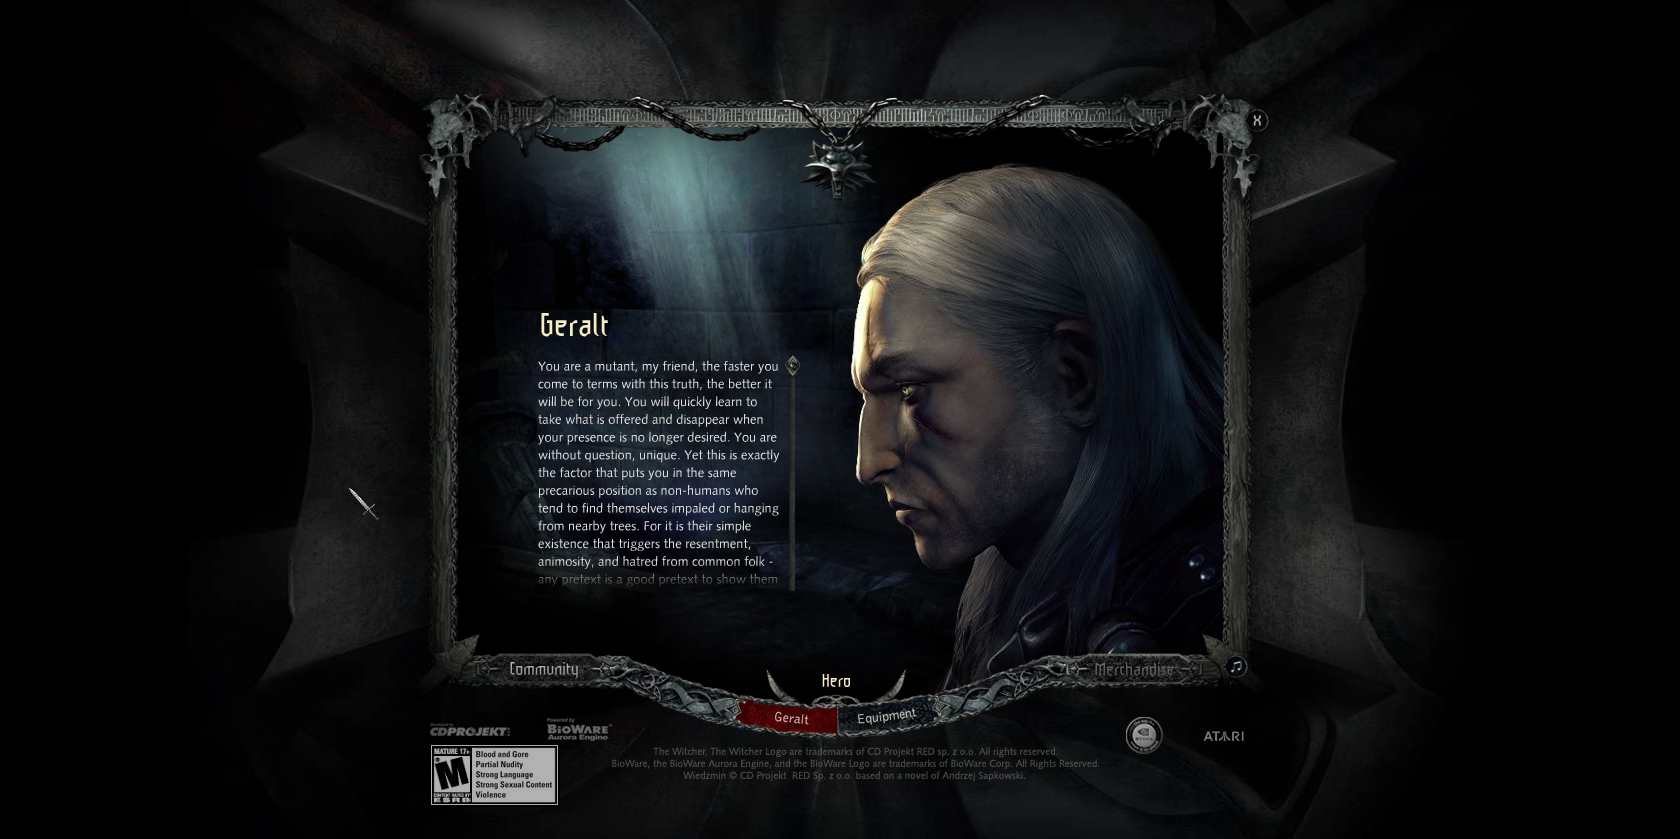 X
Geralt
You are a mutant, my friend, the faster you
come to terms with this truth, the better it
will be for you. You will quickly learn to
take what is offered and disappear when
your presence is no longer desired. You are
without question, unique. Yet this is exactly
the factor that puts you in the same
precarious position as non-humans who
tend to find themselves impaled or hanging
from nearby trees. For it is their simple
existence that triggers the resentment,
animosity, and hatred from common folk -
any pretext is a good pretext to show them
Community
Hero
Merchandise
Geralt
Equipment
Developed by
CDPROJEKT
Powered by
BIOWARE
Aurora Engine
ATARI
MATURE 17+
M
CONTENT RATED BY
ESRB
Blood and Gore
Partial Nudity
Strong Language
Strong Sexual Content
Violence
The Witcher, The Witcher Logo are trademarks of CD Projekt RED sp. z o.o. All rights reserved.
BioWare, the BioWare Aurora Engine, and the BioWare Logo are trademarks of BioWare Corp. All Rights Reserved.
Wiedzmin © CD Projekt RED Sp. z o.o. based on a novel of Andrzej Sapkowski.